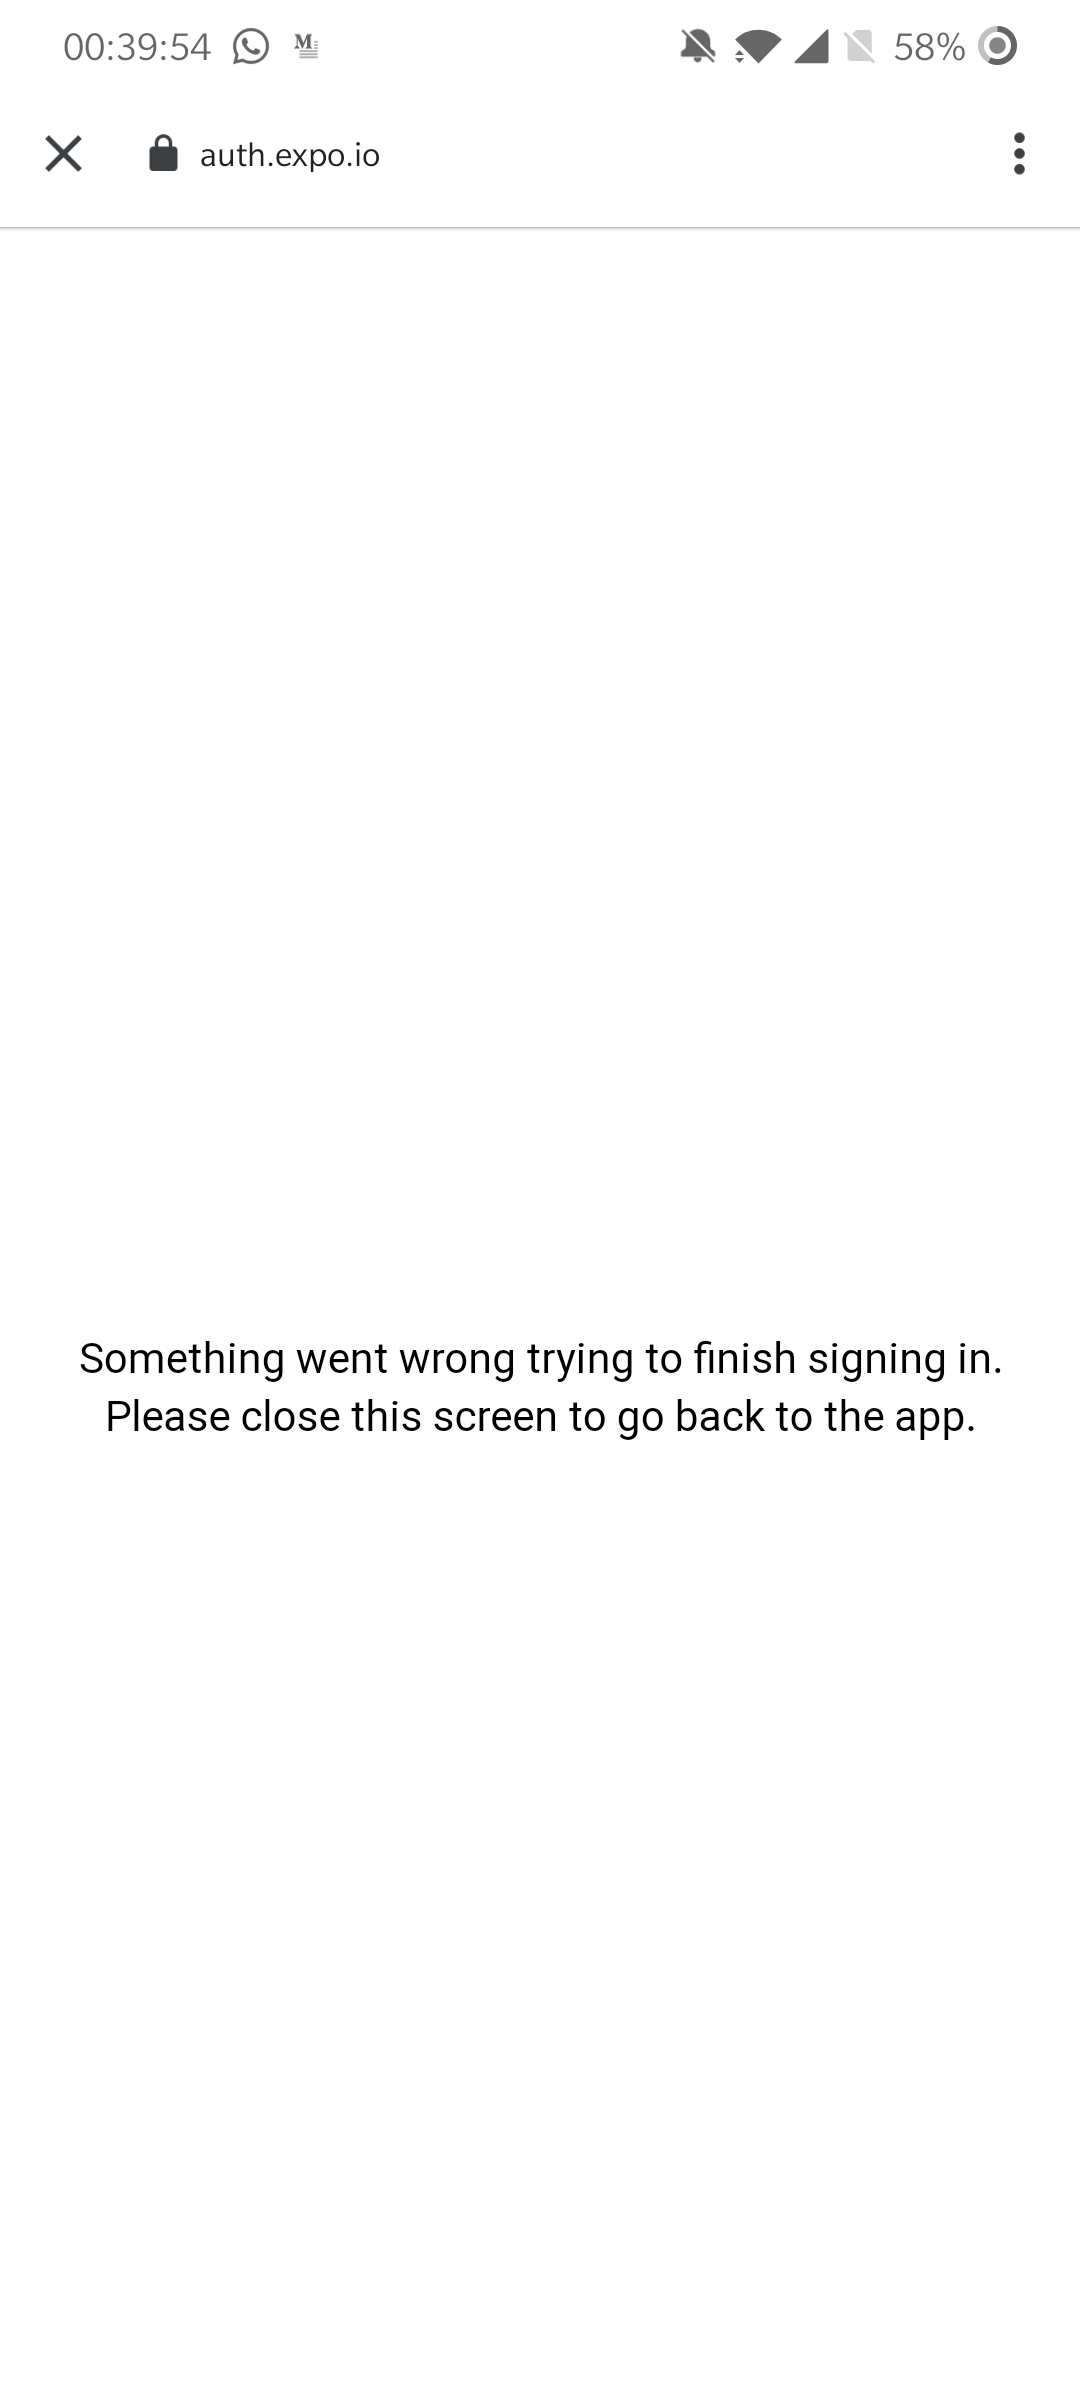 00:39:54 58%
auth.expo.io
Something went wrong trying to finish signing in.
Please close this screen to go back to the app.